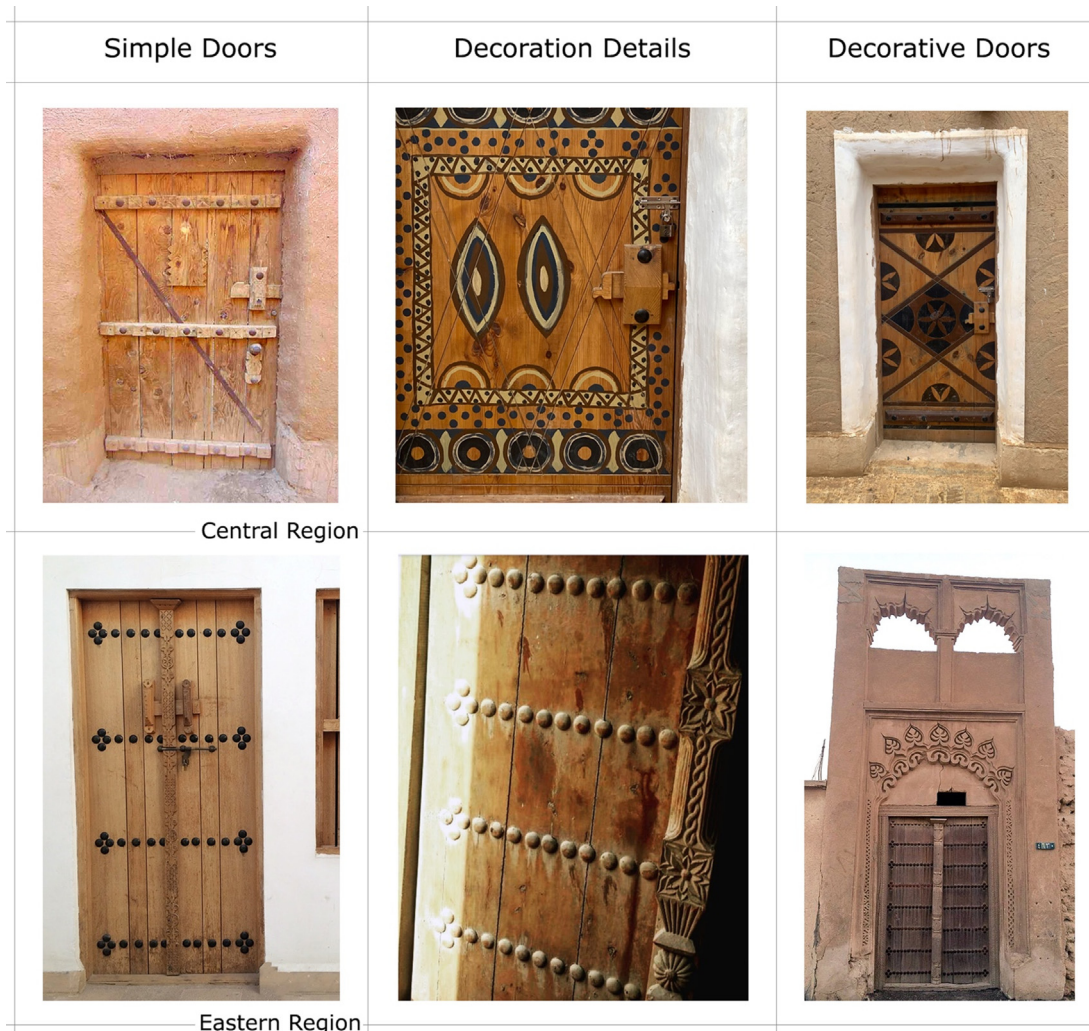 Simple Doors
Decoration Details
Decorative Doors
Central Region
Eastern Region